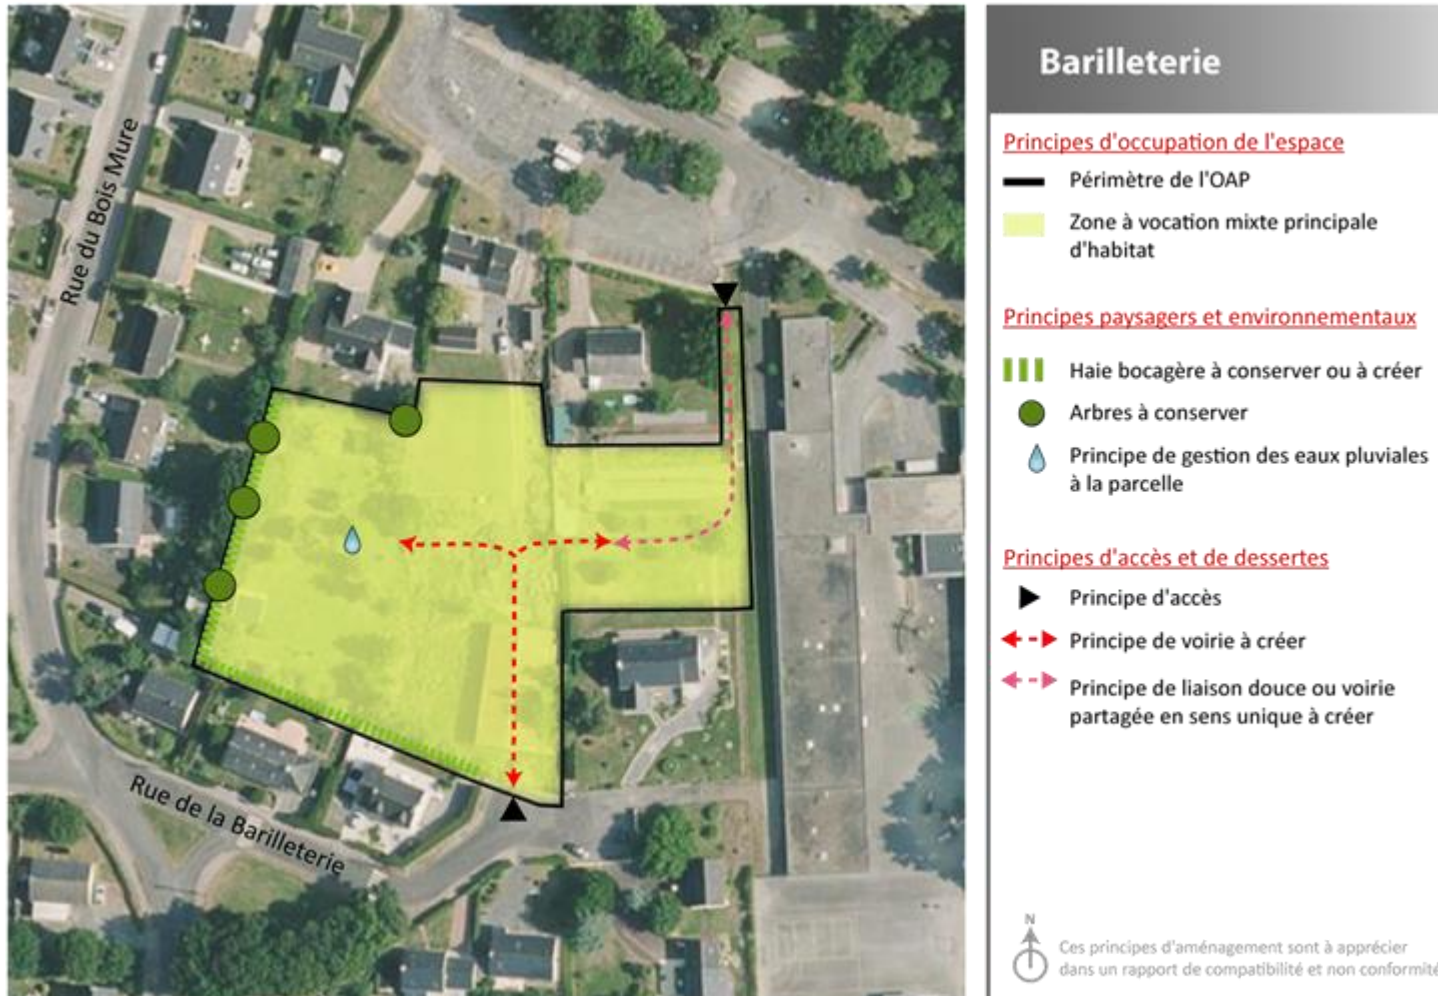 Rue du Bois Mure
Rue de la Barilleterie
Barilleterie
Principes d'occupation de l'espace
Périmètre de l'OAP
Zone à vocation mixte principale
d'habitat
Principes paysagers et environnementaux
Haie bocagère à conserver ou à créer
Arbres à conserver
Principe de gestion des eaux pluviales
à la parcelle
Principes d'accès et de dessertes
Principe d'accès
Principe de voirie à créer
Principe de liaison douce ou voirie
partagée en sens unique à créer
N
Ces principes d'aménagement sont à apprécier
dans un rapport de compatibilité et non conformité